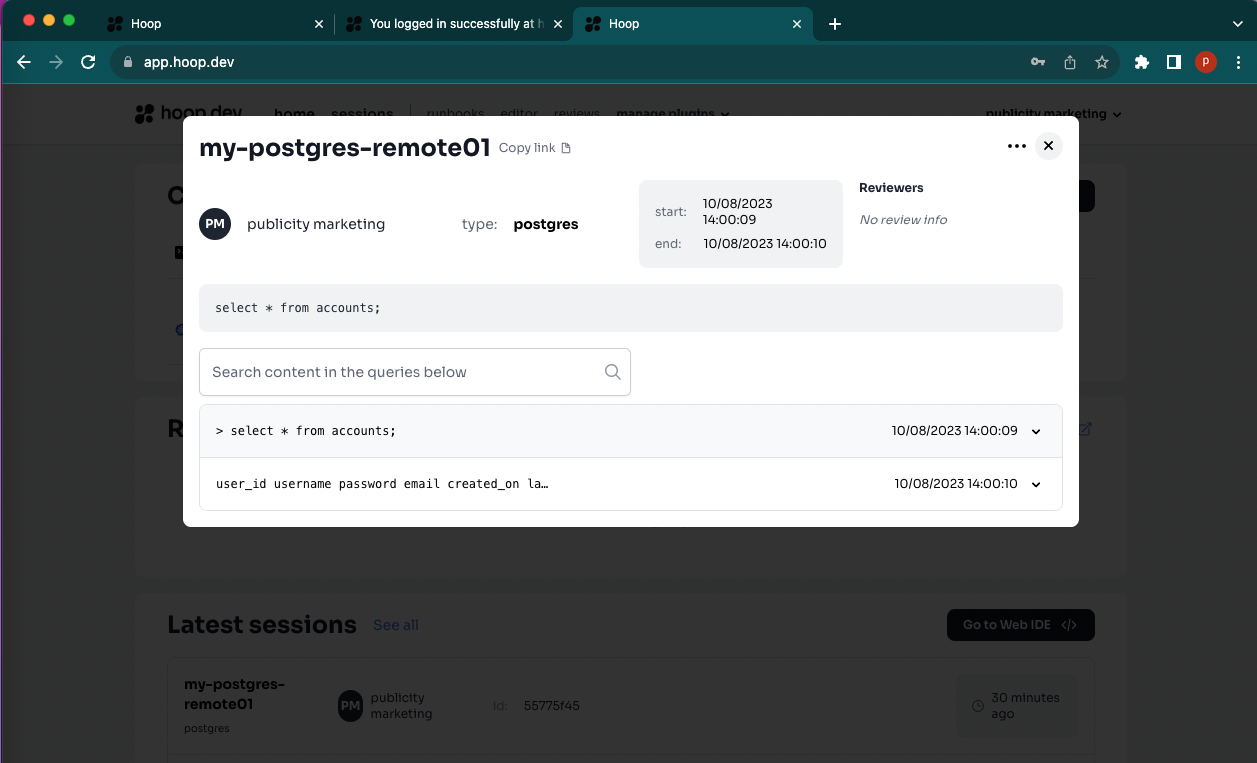 Hoop
You logged in successfully at h
Hoop
app.hoop.dev
p
hoop.dev home sessions runbooks editor reviews manage plugins publicity marketing
my-postgres-remote01 Copy link
PM publicity marketing
type: postgres
start: 10/08/2023 14:00:09
end: 10/08/2023 14:00:10
Reviewers
No review info
select * from accounts;
Search content in the queries below
> select * from accounts; 10/08/2023 14:00:09
user_id username password email created_on la… 10/08/2023 14:00:10
Latest sessions See all
Go to Web IDE </>
my-postgres-
remote01
postgres
PM publicity
marketing
id: 55775f45
30 minutes
ago